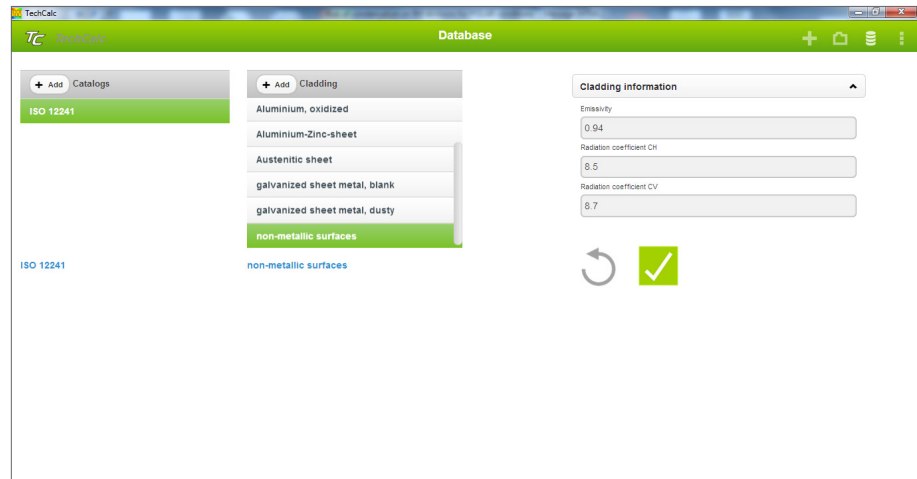 TechCalc
TC TechCalc
Database
+ Add Catalogs
ISO 12241
ISO 12241
+ Add Cladding
Aluminium, oxidized
Aluminium-Zinc-sheet
Austenitic sheet
galvanized sheet metal, blank
galvanized sheet metal, dusty
non-metallic surfaces
non-metallic surfaces
Cladding information
Emissivity
0.94
Radiation coefficient CH
8.5
Radiation coefficient CV
8.7